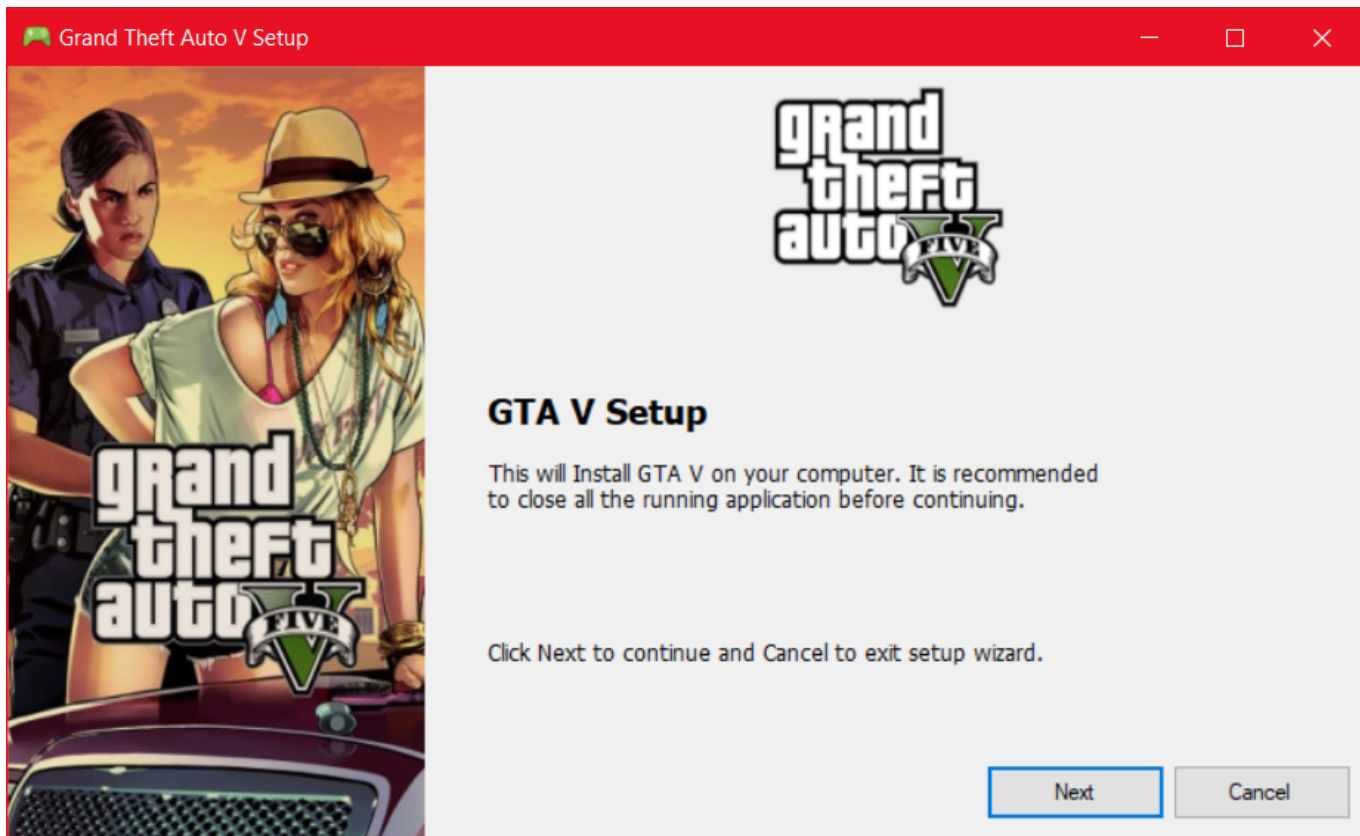 Grand Theft Auto V Setup
grand
theft
auto V
FIVE
GTA V Setup
This will Install GTA V on your computer. It is recommended
to close all the running application before continuing.
Click Next to continue and Cancel to exit setup wizard.
Next
Cancel
grand
theft
auto V
FIVE